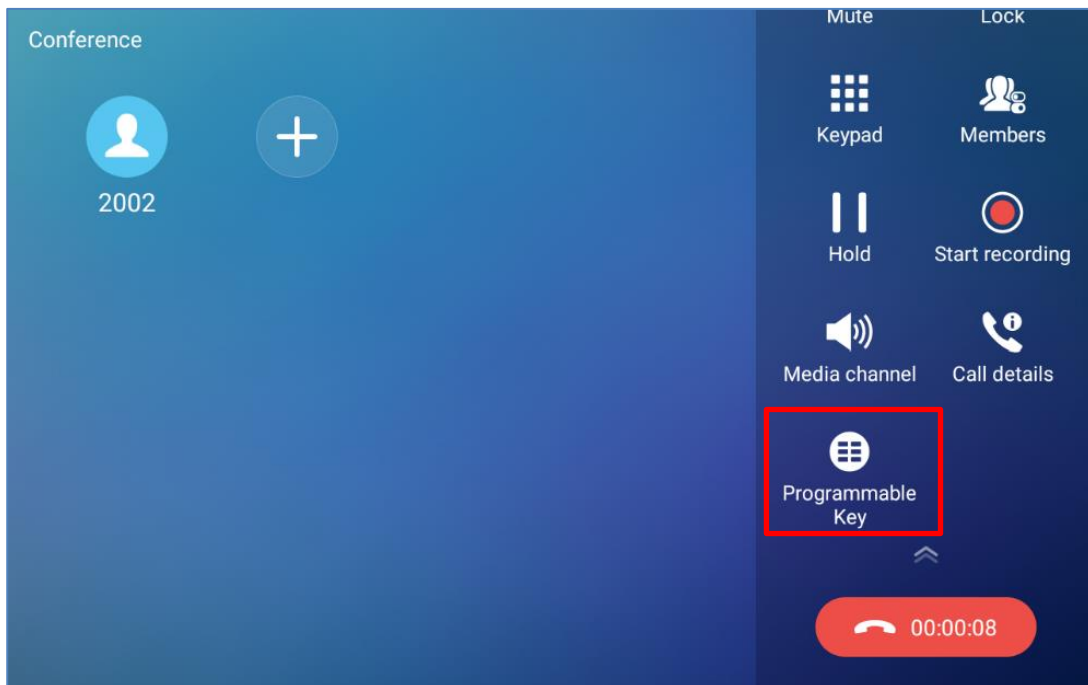 Conference
2002
Mute
Lock
Keypad
Members
Hold
Start recording
Media channel
Call details
Programmable
Key
00:00:08